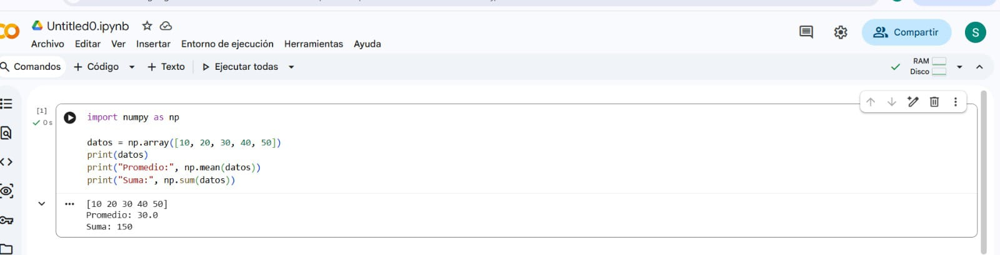 Untitled0.ipynb
Archivo Editar Ver Insertar Entorno de ejecución Herramientas Ayuda
Compartir
S
Comandos + Código + Texto Ejecutar todas
RAM
Disco
[1]
0 s
import numpy as np
datos = np.array([10, 20, 30, 40, 50])
print(datos)
print("Promedio:", np.mean(datos))
print("Suma:", np.sum(datos))
[10 20 30 40 50]
Promedio: 30.0
Suma: 150